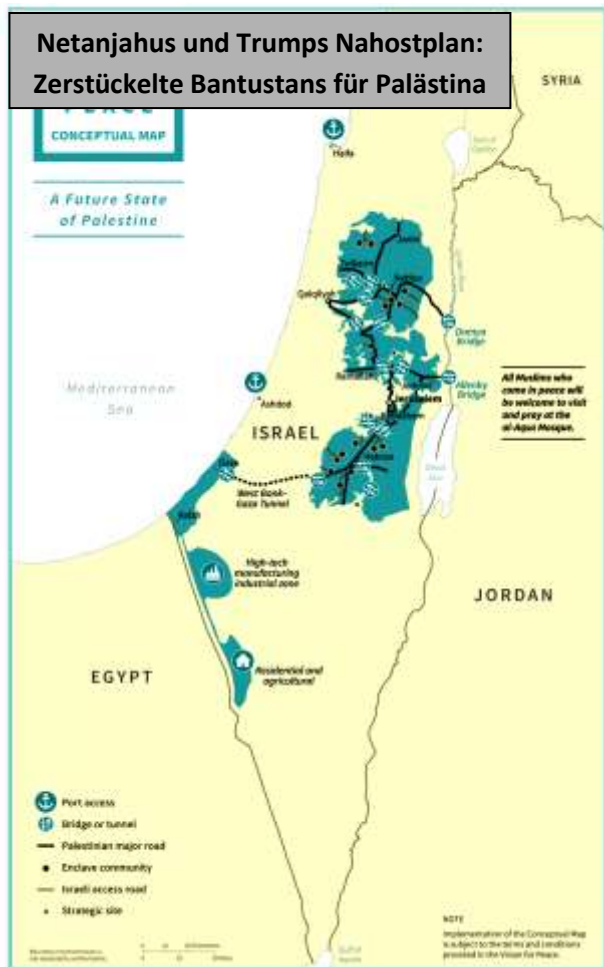 Netanjahus und Trumps Nahostplan:
Zerstückelte Bantustans für Palästina
CONCEPTUAL MAP
A Future State
of Palestine
SYRIA
Haifa
Qalqilyah
Damya
Bridge
Allenby
Bridge
Mediterranean
Sea
Ashdod
Jerusalem
All Muslims who
come in peace will
be welcome to visit
and pray at the
al-Aqsa Mosque.
ISRAEL
Gaza
West Bank-
Gaza Tunnel
Dead
Sea
Rafah
High-tech
manufacturing
industrial zone
JORDAN
EGYPT
Residential and
agricultural
Port access
Bridge or tunnel
Palestinian major road
Enclave community
Israeli access road
Strategic site
NOTE
Implementation of the Conceptual Map
is subject to the terms and conditions
provided in the Vision for Peace.